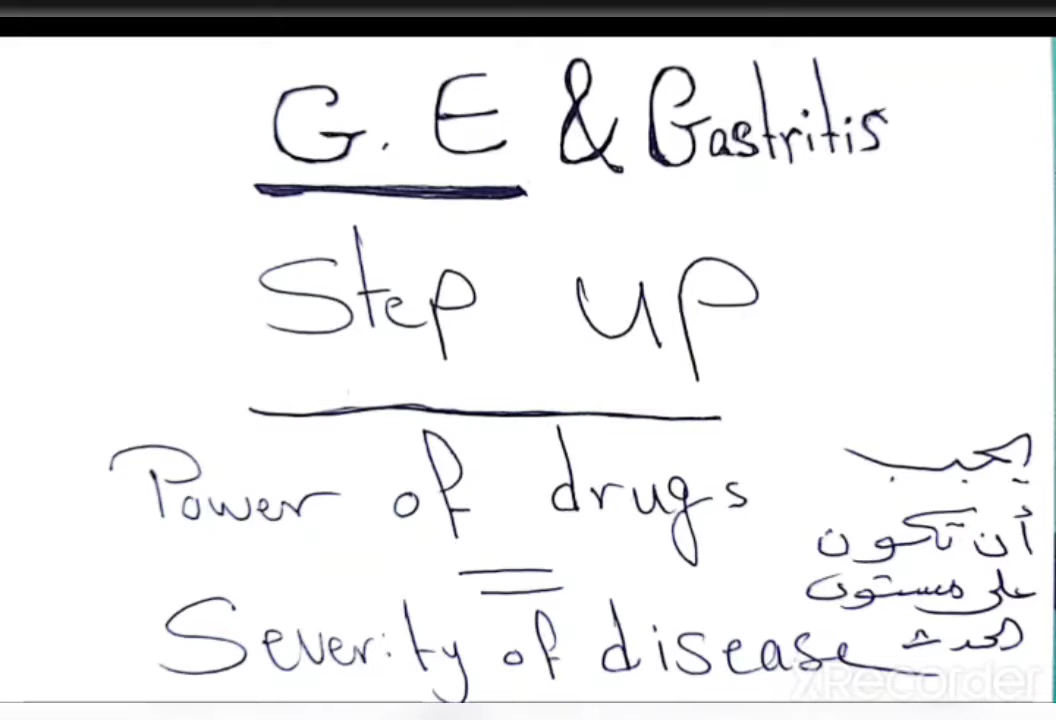 G. E & Gastritis
Step up
Power of drugs
=
Severity of disease
يجب
أن تكون
على مستوى
الحدث
XRecorder